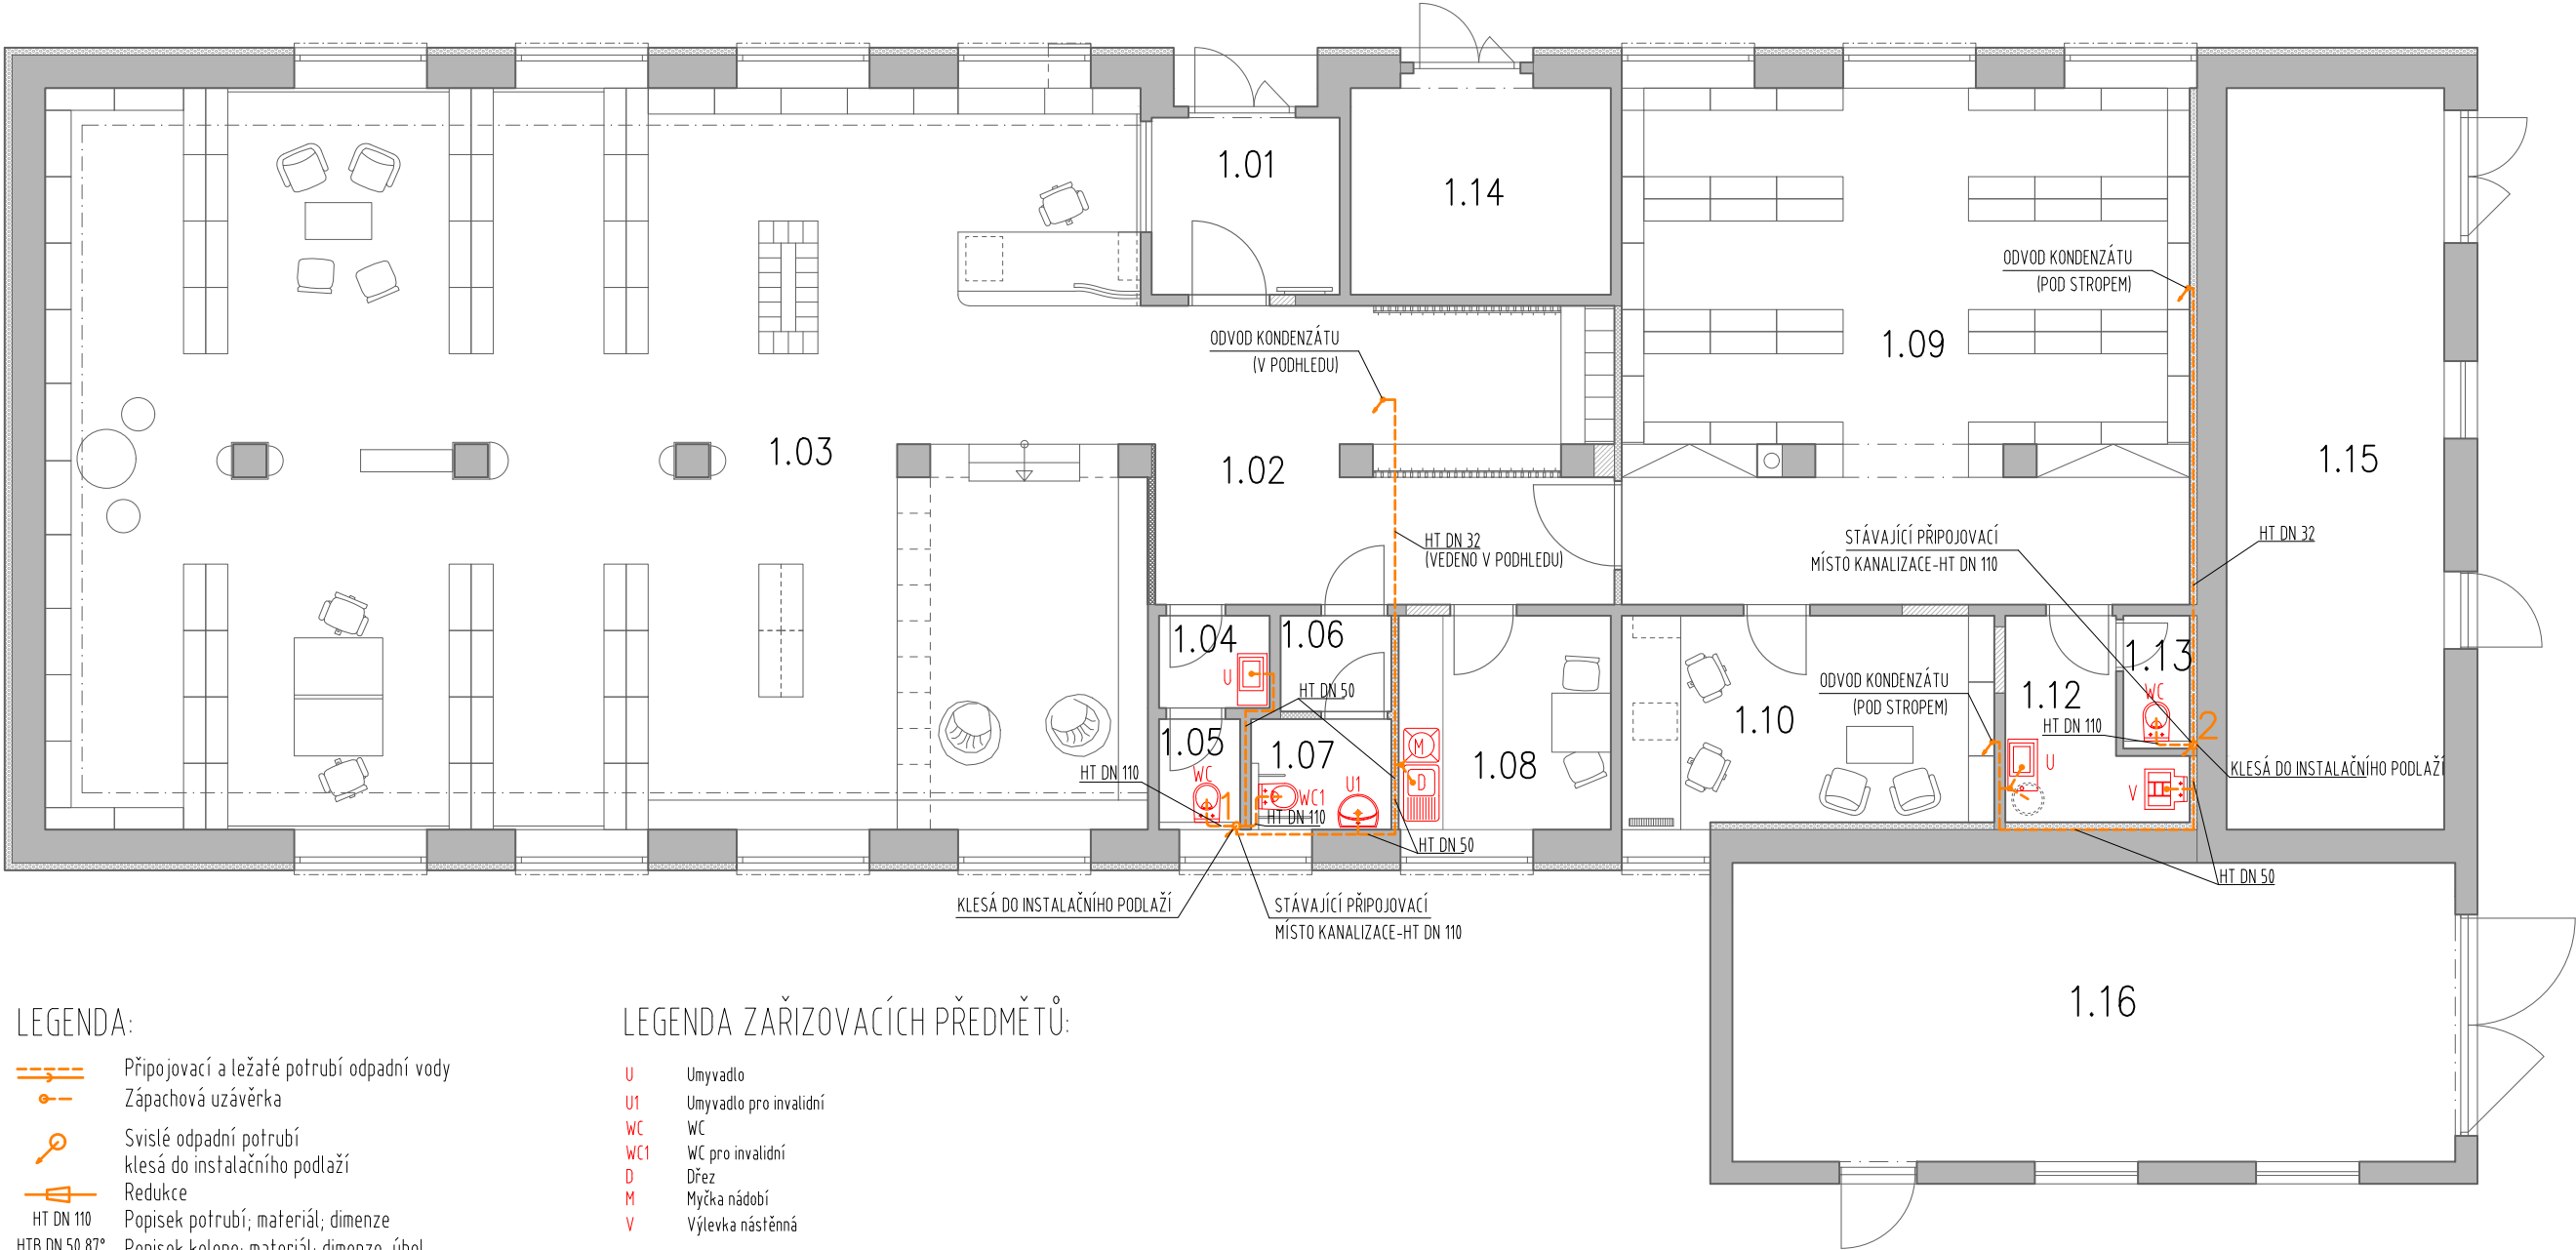 1.01
1.14
ODVOD KONDENZÁTU
(POD STROPEM)
1.09
ODVOD KONDENZÁTU
(V PODHLEDU)
1.03
1.02
1.15
HT DN 32
(VEDENO V PODHLEDU)
STÁVAJÍCÍ PŘIPOJOVACÍ
MÍSTO KANALIZACE-HT DN 110
HT DN 32
1.04
1.06
U
HT DN 50
1.13
WC
ODVOD KONDENZÁTU
(POD STROPEM)
1.12
1.10
HT DN 110
2
1.05
1.07
M
1.08
U
KLESÁ DO INSTALAČNÍHO PODLAŽÍ
HT DN 110
WC
1
WC1
U1
D
V
HT DN 110
HT DN 50
HT DN 50
KLESÁ DO INSTALAČNÍHO PODLAŽÍ
STÁVAJÍCÍ PŘIPOJOVACÍ
MÍSTO KANALIZACE-HT DN 110
1.16
LEGENDA:
Připojovací a ležaté potrubí odpadní vody
Zápachová uzávěrka
Svislé odpadní potrubí
klesá do instalačního podlaží
Redukce
HT DN 110 Popisek potrubí; materiál; dimenze
HTB DN 50 87° Popisek kolene; materiál; dimenze, úhel
LEGENDA ZAŘIZOVACÍCH PŘEDMĚTŮ:
U Umyvadlo
U1 Umyvadlo pro invalidní
WC WC
WC1 WC pro invalidní
D Dřez
M Myčka nádobí
V Výlevka nástěnná